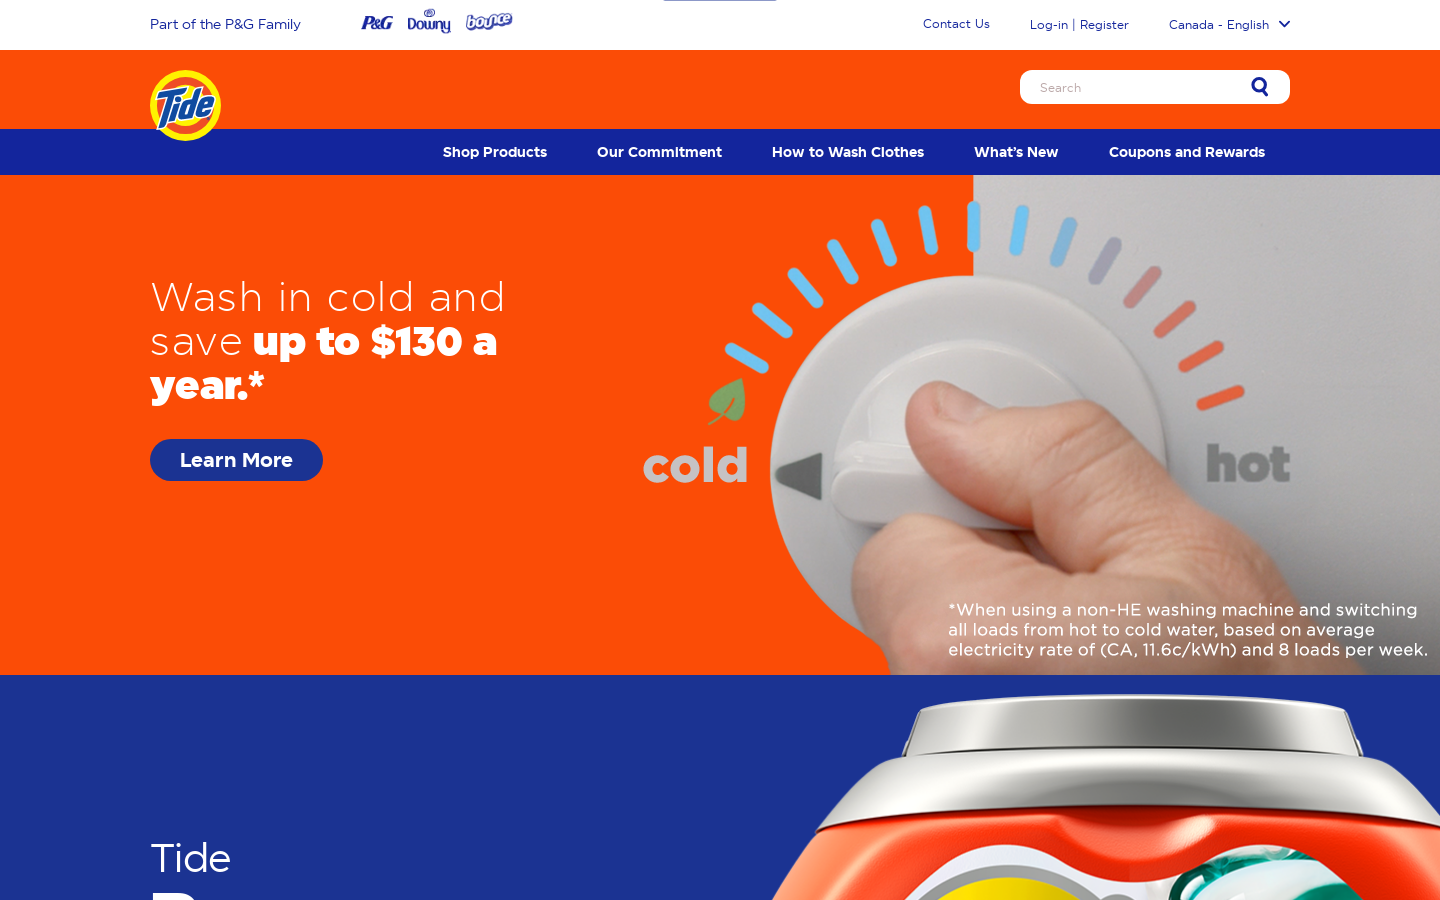 Part of the P&G Family
P&G
Downy
bounce
Contact Us
Log-in | Register
Canada - English
Tide
Search
Shop Products
Our Commitment
How to Wash Clothes
What's New
Coupons and Rewards
Wash in cold and
save up to $130 a
year.*
Learn More
cold
hot
*When using a non-HE washing machine and switching
all loads from hot to cold water, based on average
electricity rate of (CA, 11.6c/kWh) and 8 loads per week.
Tide